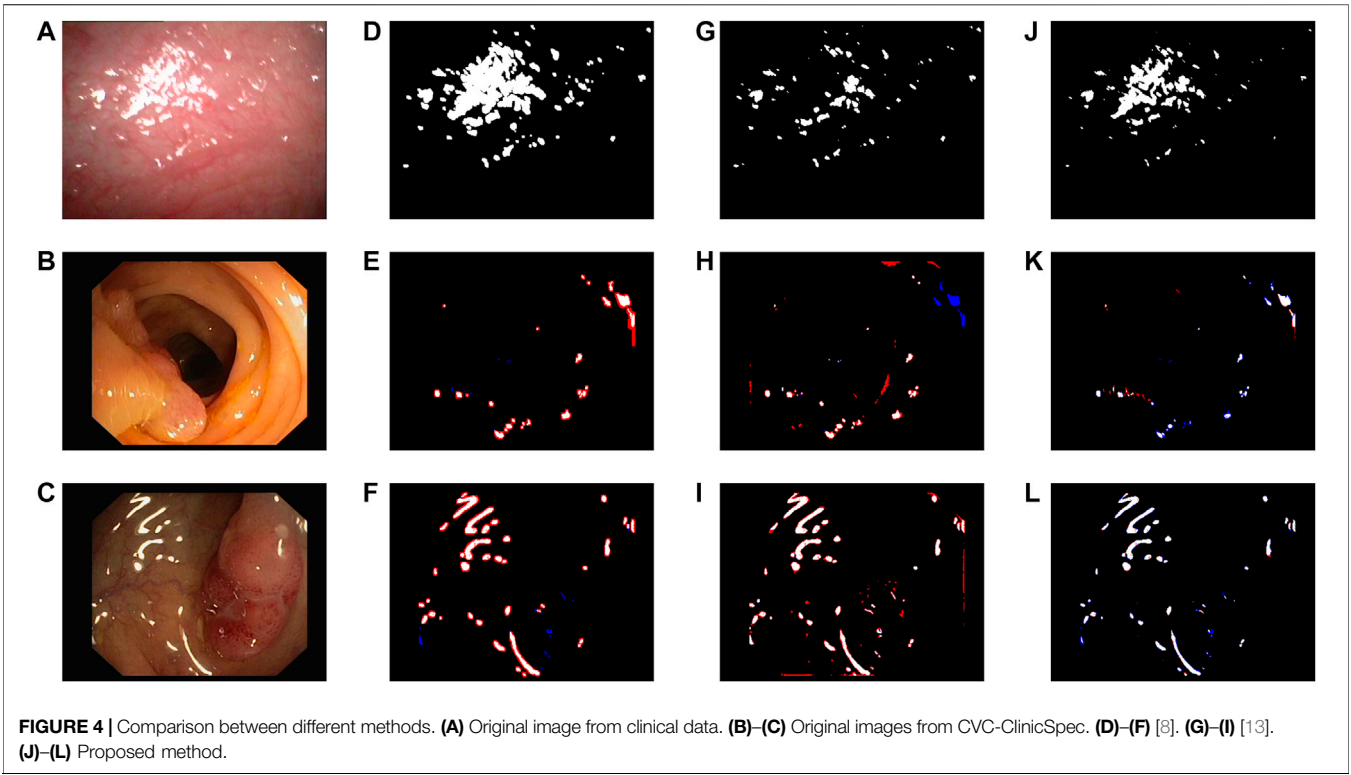 A D G J
B E H K
C F I L
FIGURE 4 | Comparison between different methods. (A) Original image from clinical data. (B)–(C) Original images from CVC-ClinicSpec. (D)–(F) [8]. (G)–(I) [13].
(J)–(L) Proposed method.